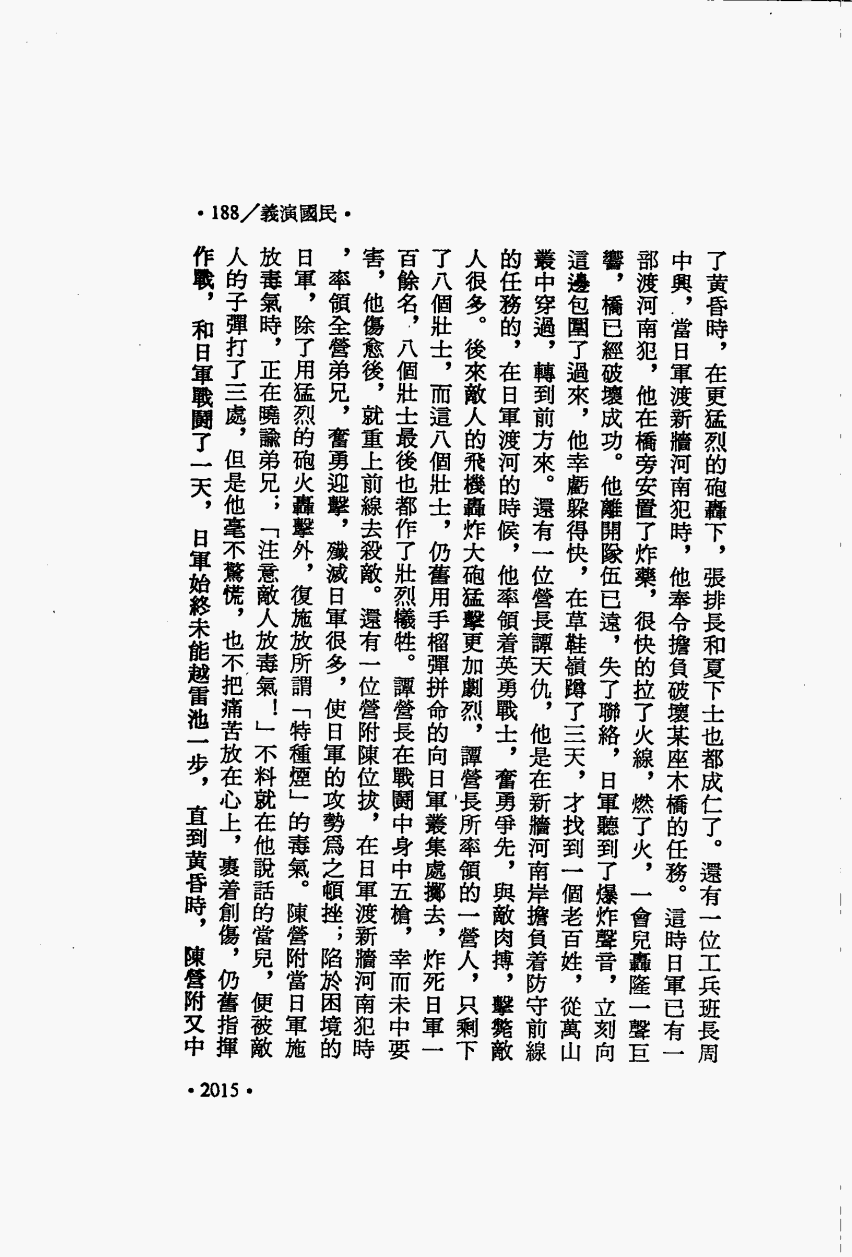 ·188／義演國民·
了黃昏時，在更猛烈的砲轟下，張排長和夏下士也都成仁了。還有一位工兵班長周
中興，當日軍渡新牆河南犯時，他奉令擔負破壞某座木橋的任務。這時日軍已有一
部渡河南犯，他在橋旁安置了炸藥，很快的拉了火線，燃了火，一會兒轟隆一聲巨
響，橋已經破壞成功。他離開隊伍已遠，失了聯絡，日軍聽到了爆炸聲音，立刻向
這邊包圍了過來，他幸虧躲得快，在草鞋嶺蹲了三天，才找到一個老百姓，從萬山
叢中穿過，轉到前方來。還有一位營長譚天仇，他是在新牆河南岸擔負着防守前線
的任務的，在日軍渡河的時候，他率領着英勇戰士，奮勇爭先，與敵肉搏，擊斃敵
人很多。後來敵人的飛機轟炸大砲猛擊更加劇烈，譚營長所率領的一營人，只剩下
了八個壯士，而這八個壯士，仍舊用手榴彈拼命的向日軍叢集處擲去，炸死日軍一
百餘名，八個壯士最後也都作了壯烈犧牲。譚營長在戰鬪中身中五槍，幸而未中要
害，他傷愈後，就重上前線去殺敵。還有一位營附陳位拔，在日軍渡新牆河南犯時
，率領全營弟兄，奮勇迎擊，殲滅日軍很多，使日軍的攻勢爲之頓挫；陷於困境的
日軍，除了用猛烈的砲火轟擊外，復施放所謂「特種煙」的毒氣。陳營附當日軍施
放毒氣時，正在曉諭弟兄；「注意敵人放毒氣！」不料就在他說話的當兒，便被敵
人的子彈打了三處，但是他毫不驚慌，也不把痛苦放在心上，裹着創傷，仍舊指揮
作戰，和日軍戰鬪了一天，日軍始終未能越雷池一步，直到黃昏時，陳營附又中
·2015·